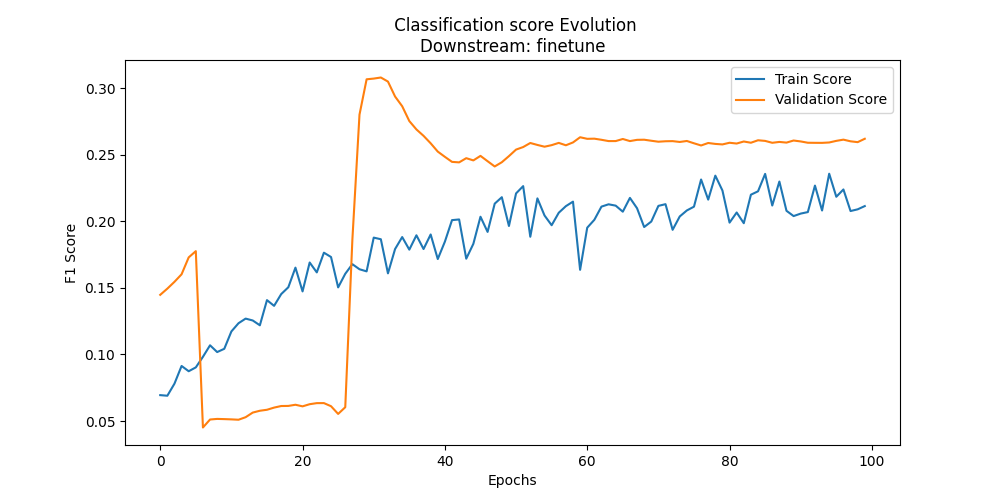 Classification score Evolution
Downstream: finetune
Train Score
Validation Score
F1 Score
0.30
0.25
0.20
0.15
0.10
0.05
0 20 40 60 80 100
Epochs